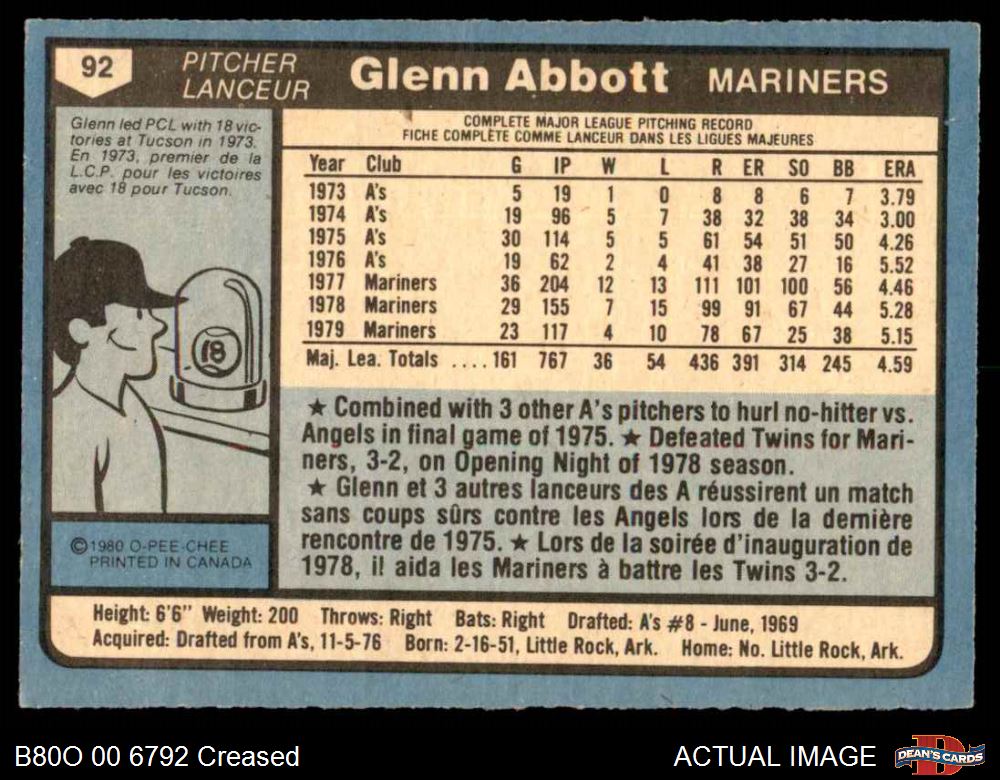 92
PITCHER
LANCEUR
Glenn Abbott MARINERS
Glenn led PCL with 18 vic-
tories at Tucson in 1973.
En 1973, premier de la
L.C.P. pour les victoires
avec 18 pour Tucson.
18
©1980 O-PEE-CHEE
PRINTED IN CANADA
COMPLETE MAJOR LEAGUE PITCHING RECORD
FICHE COMPLÈTE COMME LANCEUR DANS LES LIGUES MAJEURES
Year Club G IP W L R ER SO BB ERA
1973 A's 5 19 1 0 8 8 6 7 3.79
1974 A's 19 96 5 7 38 32 38 34 3.00
1975 A's 30 114 5 5 61 54 51 50 4.26
1976 A's 19 62 2 4 41 38 27 16 5.52
1977 Mariners 36 204 12 13 111 101 100 56 4.46
1978 Mariners 29 155 7 15 99 91 67 44 5.28
1979 Mariners 23 117 4 10 78 67 25 38 5.15
Maj. Lea. Totals .... 161 767 36 54 436 391 314 245 4.59
★ Combined with 3 other A's pitchers to hurl no-hitter vs.
Angels in final game of 1975. ★ Defeated Twins for Mari-
ners, 3-2, on Opening Night of 1978 season.
★ Glenn et 3 autres lanceurs des A réussirent un match
sans coups sûrs contre les Angels lors de la dernière
rencontre de 1975. ★ Lors de la soirée d'inauguration de
1978, il aida les Mariners à battre les Twins 3-2.
Height: 6'6" Weight: 200 Throws: Right Bats: Right Drafted: A's #8 - June, 1969
Acquired: Drafted from A's, 11-5-76 Born: 2-16-51, Little Rock, Ark. Home: No. Little Rock, Ark.
B80O 00 6792 Creased
ACTUAL IMAGE
DEAN'S CARDS